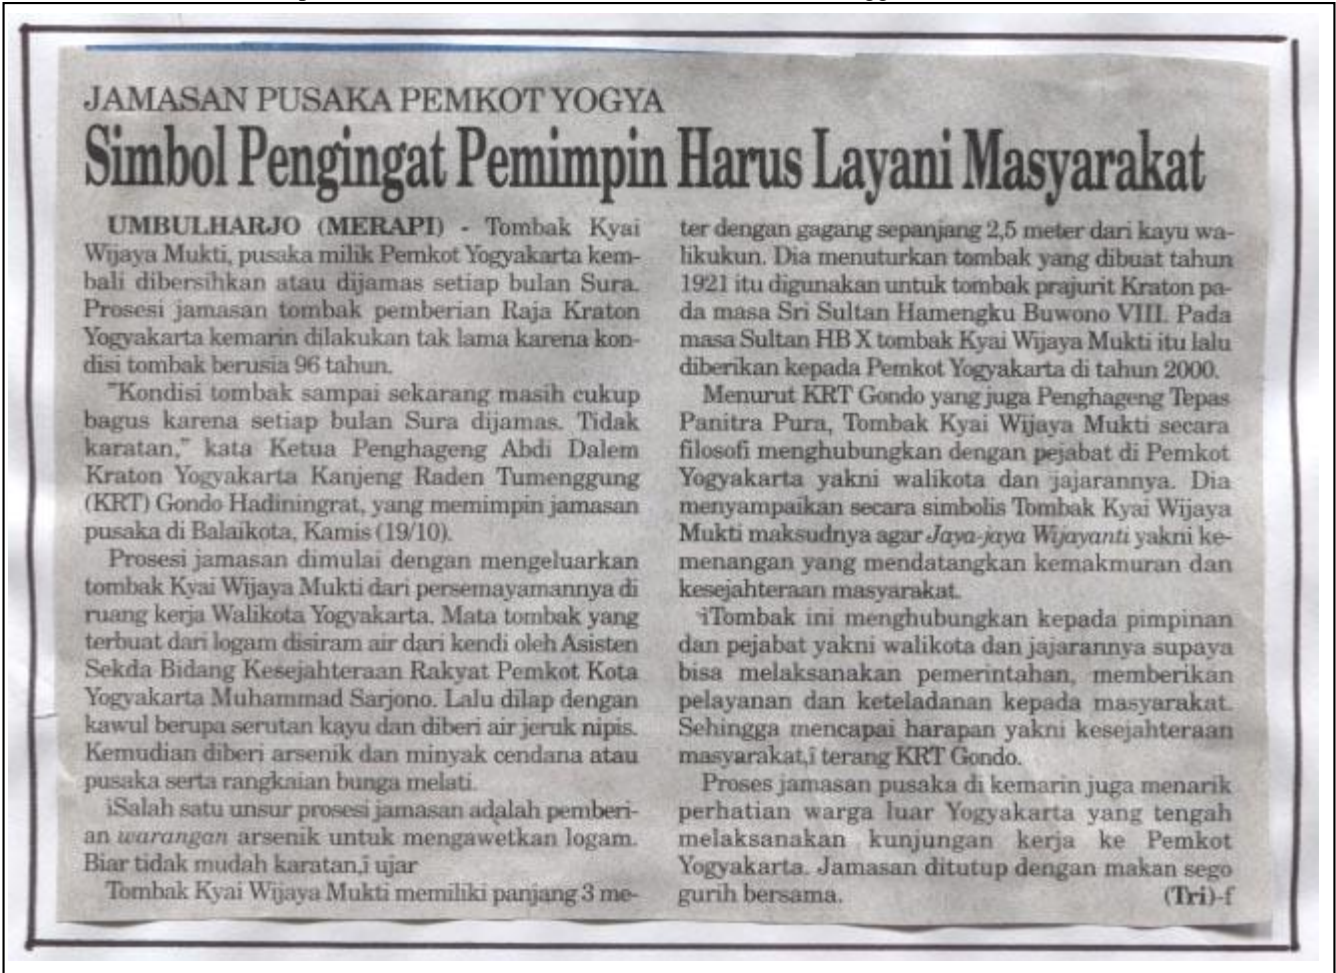 JAMASAN PUSAKA PEMKOT YOGYA
Simbol Pengingat Pemimpin Harus Layani Masyarakat
UMBULHARJO (MERAPI) - Tombak Kyai
Wijaya Mukti, pusaka milik Pemkot Yogyakarta kem-
bali dibersihkan atau dijamas setiap bulan Sura.
Prosesi jamasan tombak pemberian Raja Kraton
Yogyakarta kemarin dilakukan tak lama karena kon-
disi tombak berusia 96 tahun.
"Kondisi tombak sampai sekarang masih cukup
bagus karena setiap bulan Sura dijamas. Tidak
karatan," kata Ketua Penghageng Abdi Dalem
Kraton Yogyakarta Kanjeng Raden Tumenggung
(KRT) Gondo Hadiningrat, yang memimpin jamasan
pusaka di Balaikota, Kamis (19/10).
Prosesi jamasan dimulai dengan mengeluarkan
tombak Kyai Wijaya Mukti dari persemayamannya di
ruang kerja Walikota Yogyakarta. Mata tombak yang
terbuat dari logam disiram air dari kendi oleh Asisten
Sekda Bidang Kesejahteraan Rakyat Pemkot Kota
Yogyakarta Muhammad Sarjono. Lalu dilap dengan
kawul berupa serutan kayu dan diberi air jeruk nipis.
Kemudian diberi arsenik dan minyak cendana atau
pusaka serta rangkaian bunga melati.
ìSalah satu unsur prosesi jamasan adalah pemberi-
an warangan arsenik untuk mengawetkan logam.
Biar tidak mudah karatan,î ujar
Tombak Kyai Wijaya Mukti memiliki panjang 3 me-
ter dengan gagang sepanjang 2,5 meter dari kayu wa-
likukun. Dia menuturkan tombak yang dibuat tahun
1921 itu digunakan untuk tombak prajurit Kraton pa-
da masa Sri Sultan Hamengku Buwono VIII. Pada
masa Sultan HB X tombak Kyai Wijaya Mukti itu lalu
diberikan kepada Pemkot Yogyakarta di tahun 2000.
Menurut KRT Gondo yang juga Penghageng Tepas
Panitra Pura, Tombak Kyai Wijaya Mukti secara
filosofi menghubungkan dengan pejabat di Pemkot
Yogyakarta yakni walikota dan jajarannya. Dia
menyampaikan secara simbolis Tombak Kyai Wijaya
Mukti maksudnya agar Jaya-jaya Wijayanti yakni ke-
menangan yang mendatangkan kemakmuran dan
kesejahteraan masyarakat.
ìTombak ini menghubungkan kepada pimpinan
dan pejabat yakni walikota dan jajarannya supaya
bisa melaksanakan pemerintahan, memberikan
pelayanan dan keteladanan kepada masyarakat.
Sehingga mencapai harapan yakni kesejahteraan
masyarakat,î terang KRT Gondo.
Proses jamasan pusaka di kemarin juga menarik
perhatian warga luar Yogyakarta yang tengah
melaksanakan kunjungan kerja ke Pemkot
Yogyakarta. Jamasan ditutup dengan makan sego
gurih bersama. (Tri)-f